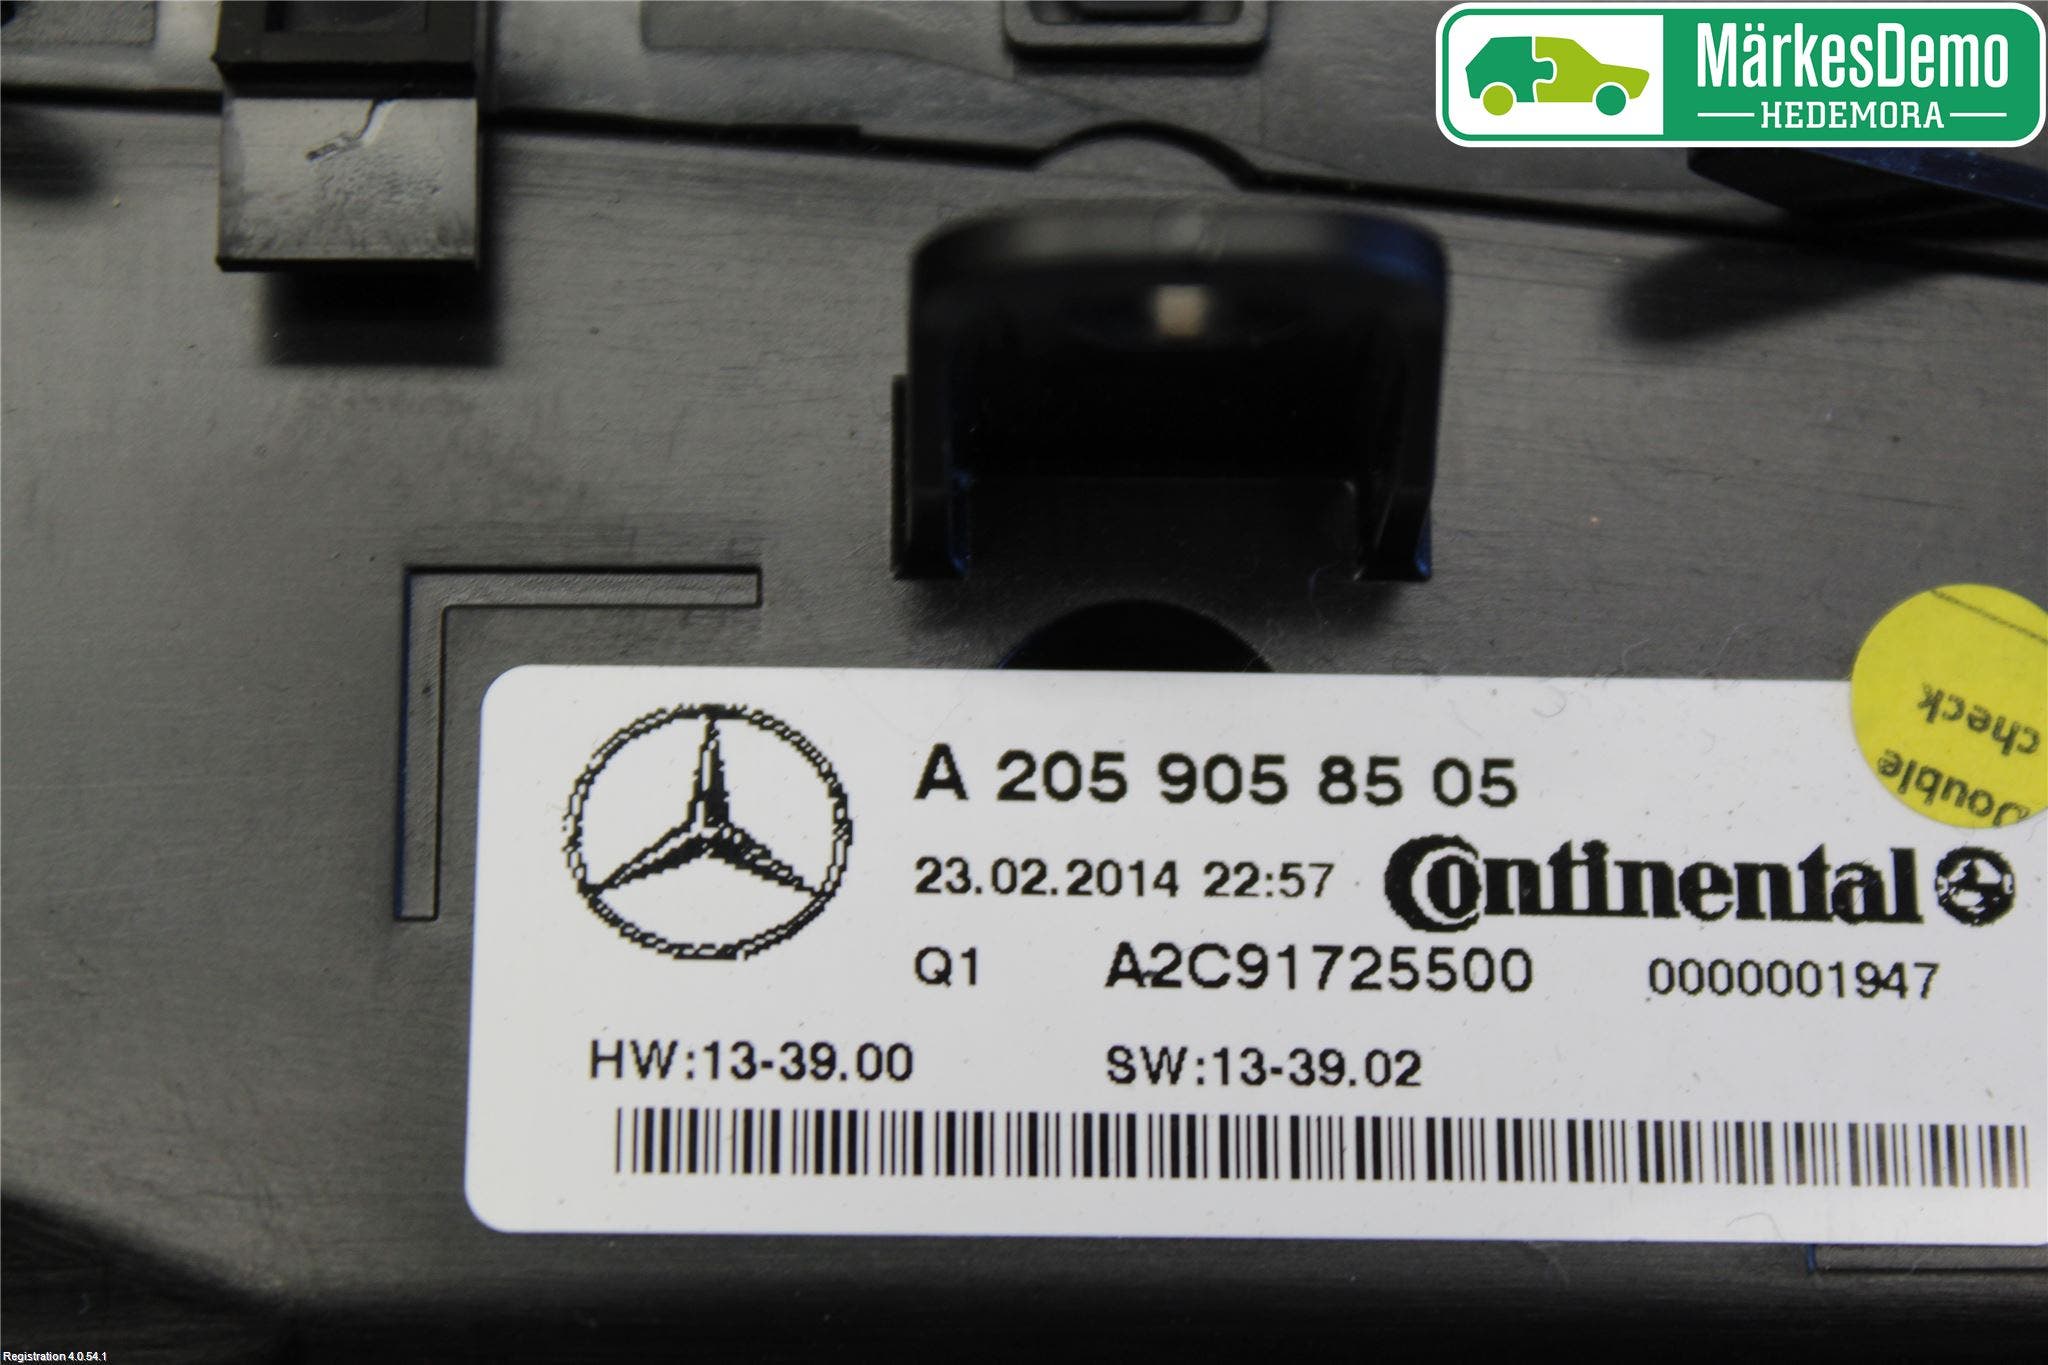 MärkesDemo
HEDEMORA
Double
check
A 205 905 85 05
23.02.2014 22:57
Continental
Q1 A2C91725500 0000001947
HW:13-39.00 SW:13-39.02
Registration 4.0.54.1